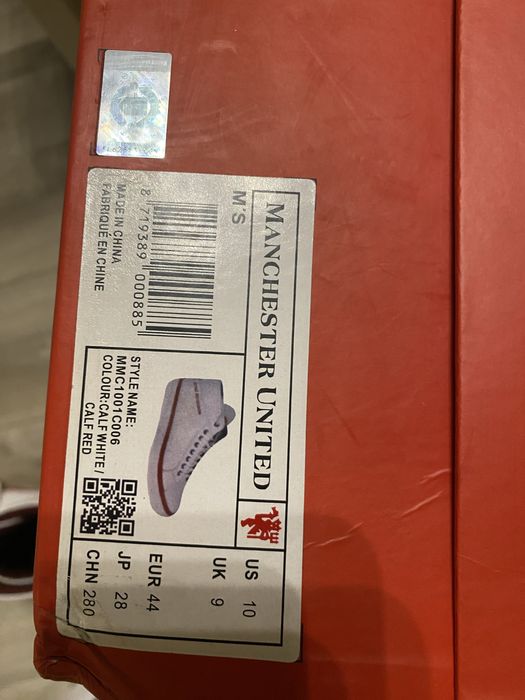 MANCHESTER UNITED
M'S
8 719389 000885
MADE IN CHINA
FABRIQUÉ EN CHINE
STYLE NAME:
MMC1001C006
COLOUR:CALF WHITE/
CALF RED
US 10
UK 9
EUR 44
JP 28
CHN 280